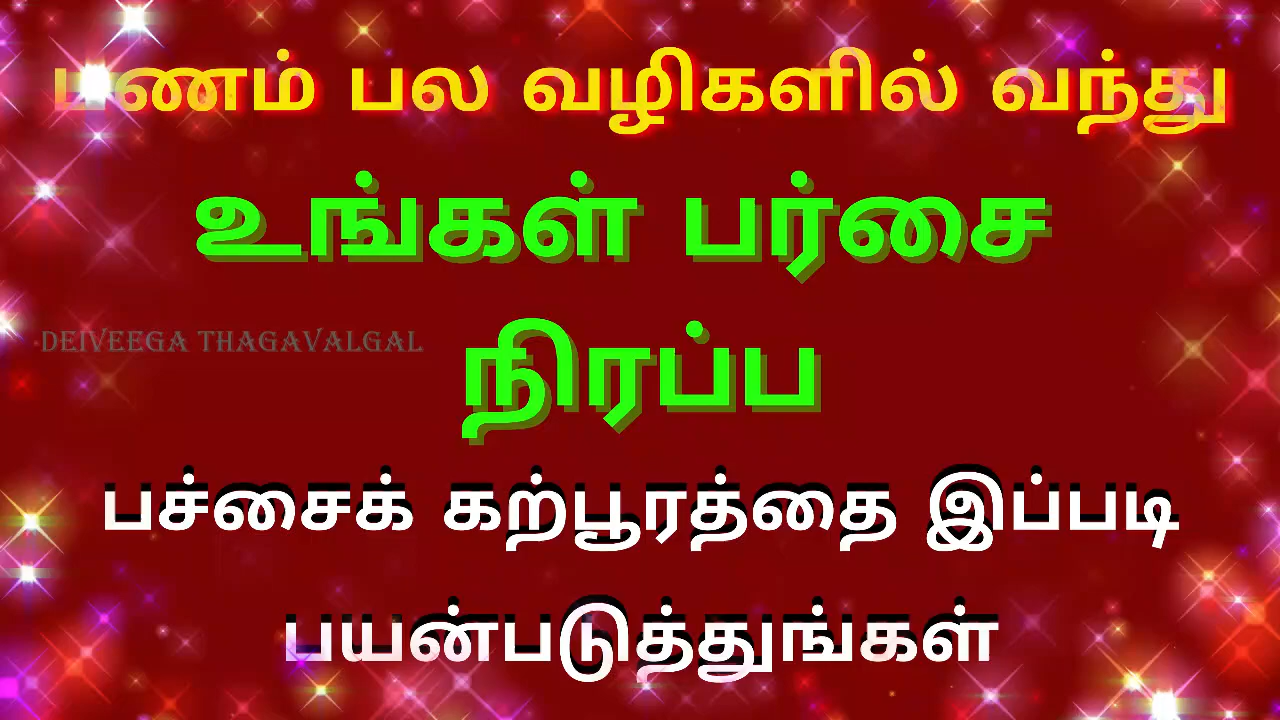 பணம் பல வழிகளில் வந்து
உங்கள் பர்சை
நிரப்ப
DEIVEEGA THAGAVALGAL
பச்சைக் கற்பூரத்தை இப்படி
பயன்படுத்துங்கள்